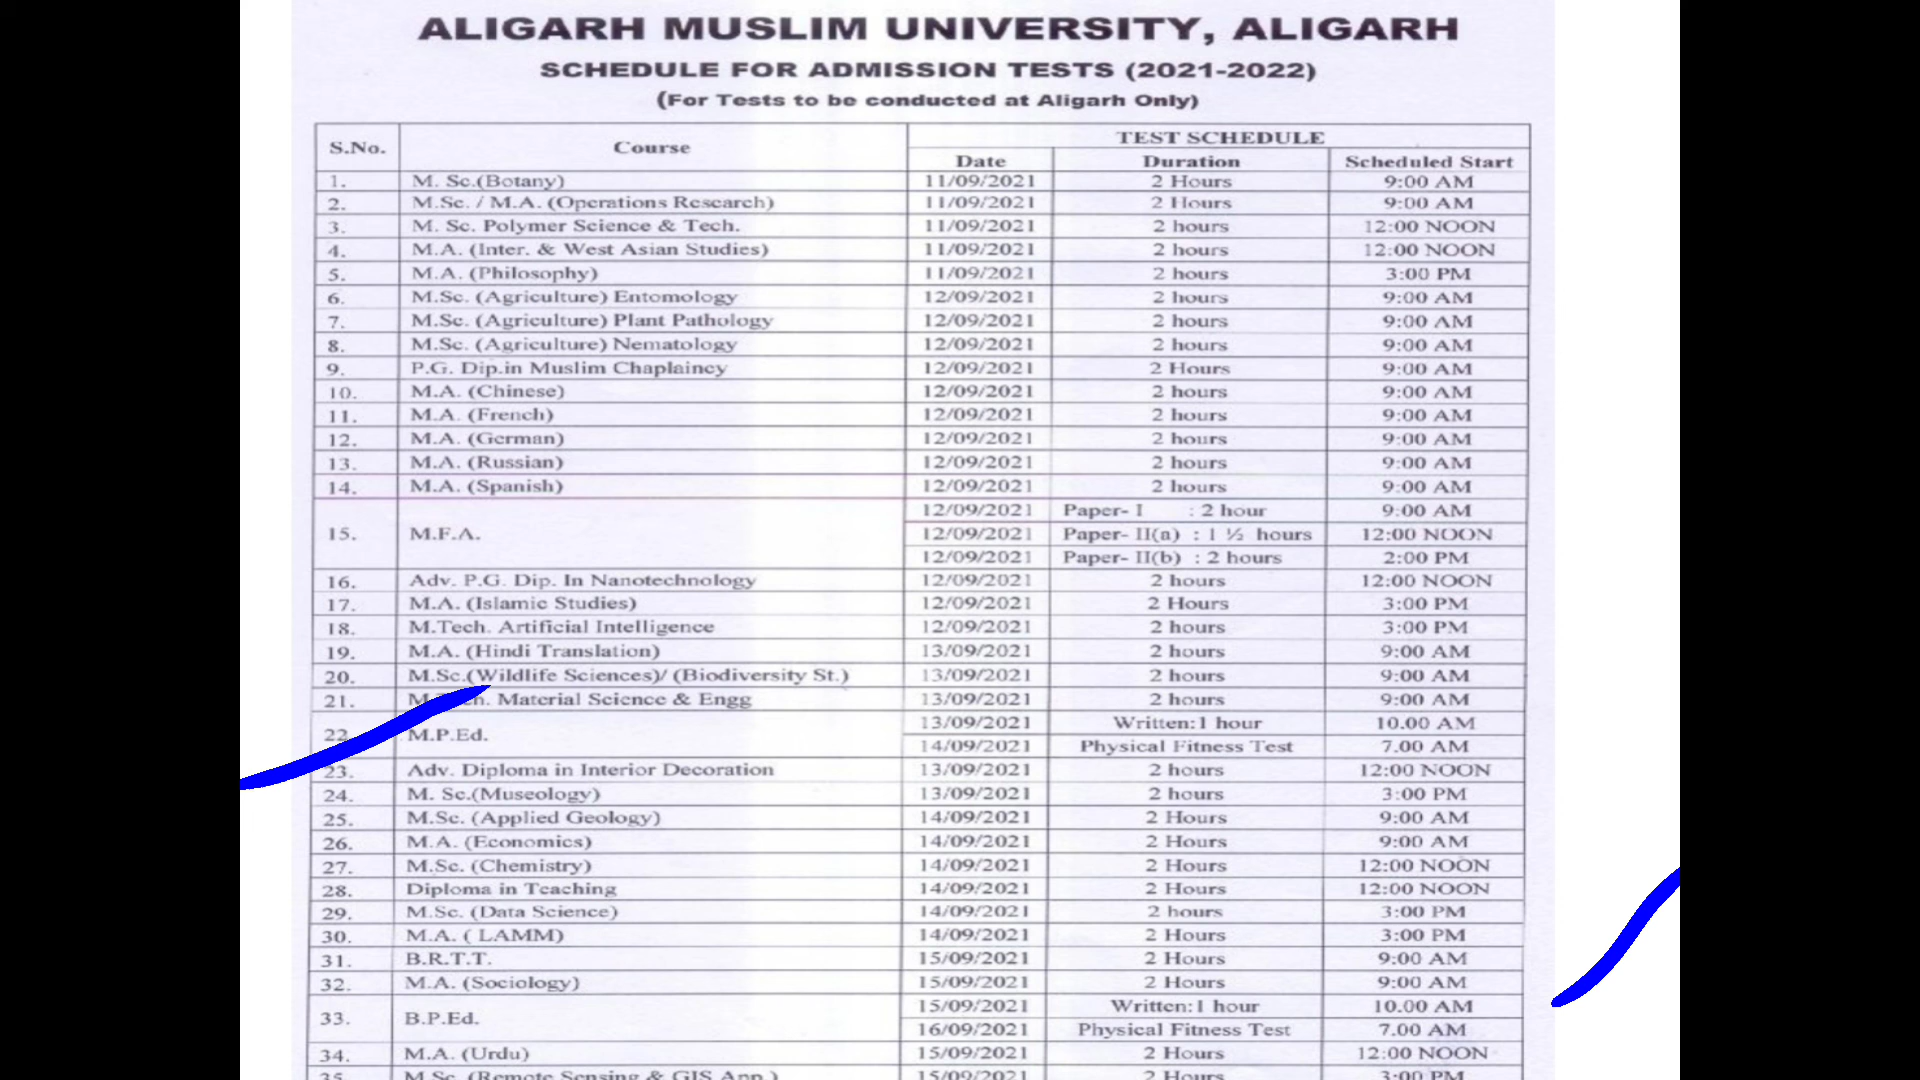 ALIGARH MUSLIM UNIVERSITY, ALIGARH
SCHEDULE FOR ADMISSION TESTS (2021-2022)
(For Tests to be conducted at Aligarh Only)
S.No. Course TEST SCHEDULE
Date Duration Scheduled Start
1. M. Sc.(Botany) 11/09/2021 2 Hours 9:00 AM
2. M.Sc. / M.A. (Operations Research) 11/09/2021 2 Hours 9:00 AM
3. M. Sc. Polymer Science & Tech. 11/09/2021 2 hours 12:00 NOON
4. M.A. (Inter. & West Asian Studies) 11/09/2021 2 hours 12:00 NOON
5. M.A. (Philosophy) 11/09/2021 2 hours 3:00 PM
6. M.Sc. (Agriculture) Entomology 12/09/2021 2 hours 9:00 AM
7. M.Sc. (Agriculture) Plant Pathology 12/09/2021 2 hours 9:00 AM
8. M.Sc. (Agriculture) Nematology 12/09/2021 2 hours 9:00 AM
9. P.G. Dip.in Muslim Chaplaincy 12/09/2021 2 Hours 9:00 AM
10. M.A. (Chinese) 12/09/2021 2 hours 9:00 AM
11. M.A. (French) 12/09/2021 2 hours 9:00 AM
12. M.A. (German) 12/09/2021 2 hours 9:00 AM
13. M.A. (Russian) 12/09/2021 2 hours 9:00 AM
14. M.A. (Spanish) 12/09/2021 2 hours 9:00 AM
12/09/2021 Paper- I : 2 hour 9:00 AM
15. M.F.A. 12/09/2021 Paper- II(a) : 1 ½ hours 12:00 NOON
12/09/2021 Paper- II(b) : 2 hours 2:00 PM
16. Adv. P.G. Dip. In Nanotechnology 12/09/2021 2 hours 12:00 NOON
17. M.A. (Islamic Studies) 12/09/2021 2 Hours 3:00 PM
18. M.Tech. Artificial Intelligence 12/09/2021 2 hours 3:00 PM
19. M.A. (Hindi Translation) 13/09/2021 2 hours 9:00 AM
20. M.Sc.(Wildlife Sciences)/ (Biodiversity St.) 13/09/2021 2 hours 9:00 AM
21. Material Science & Engg 13/09/2021 2 hours 9:00 AM
13/09/2021 Written:1 hour 10.00 AM
22 M.P.Ed.
14/09/2021 Physical Fitness Test 7.00 AM
23. Adv. Diploma in Interior Decoration 13/09/2021 2 hours 12:00 NOON
24. M. Sc.(Museology) 13/09/2021 2 hours 3:00 PM
25. M.Sc. (Applied Geology) 14/09/2021 2 Hours 9:00 AM
26. M.A. (Economics) 14/09/2021 2 Hours 9:00 AM
27. M.Sc. (Chemistry) 14/09/2021 2 Hours 12:00 NOON
28. Diploma in Teaching 14/09/2021 2 Hours 12:00 NOON
29. M.Sc. (Data Science) 14/09/2021 2 hours 3:00 PM
30. M.A. ( LAMM) 14/09/2021 2 Hours 3:00 PM
31. B.R.T.T. 15/09/2021 2 Hours 9:00 AM
32. M.A. (Sociology) 15/09/2021 2 Hours 9:00 AM
15/09/2021 Written:1 hour 10.00 AM
33. B.P.Ed.
16/09/2021 Physical Fitness Test 7.00 AM
34. M.A. (Urdu) 15/09/2021 2 Hours 12:00 NOON
35. M.Sc. (Remote Sensing & GIS App.) 15/09/2021 2 Hours 3:00 PM